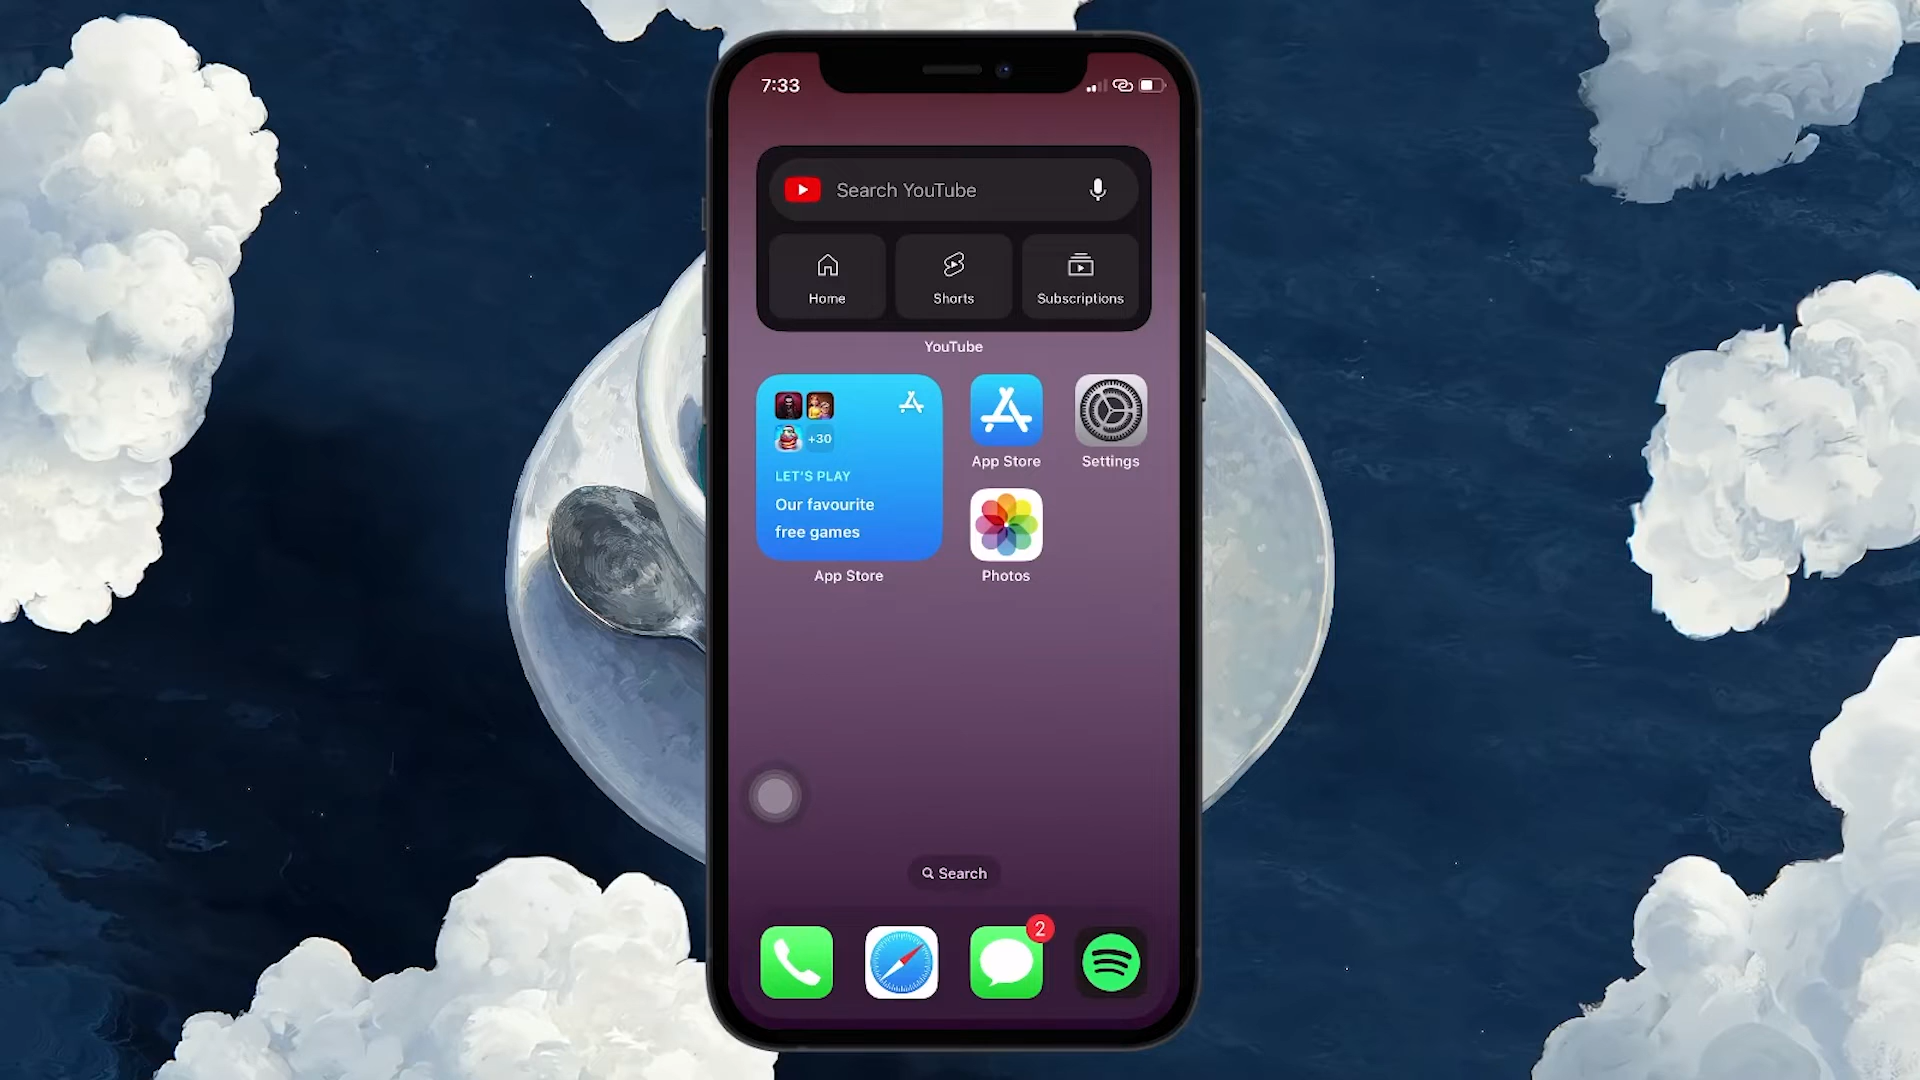 7:33
Search YouTube
Home
Shorts
Subscriptions
YouTube
+30
LET'S PLAY
Our favourite
free games
App Store
App Store
Settings
Photos
Search
2